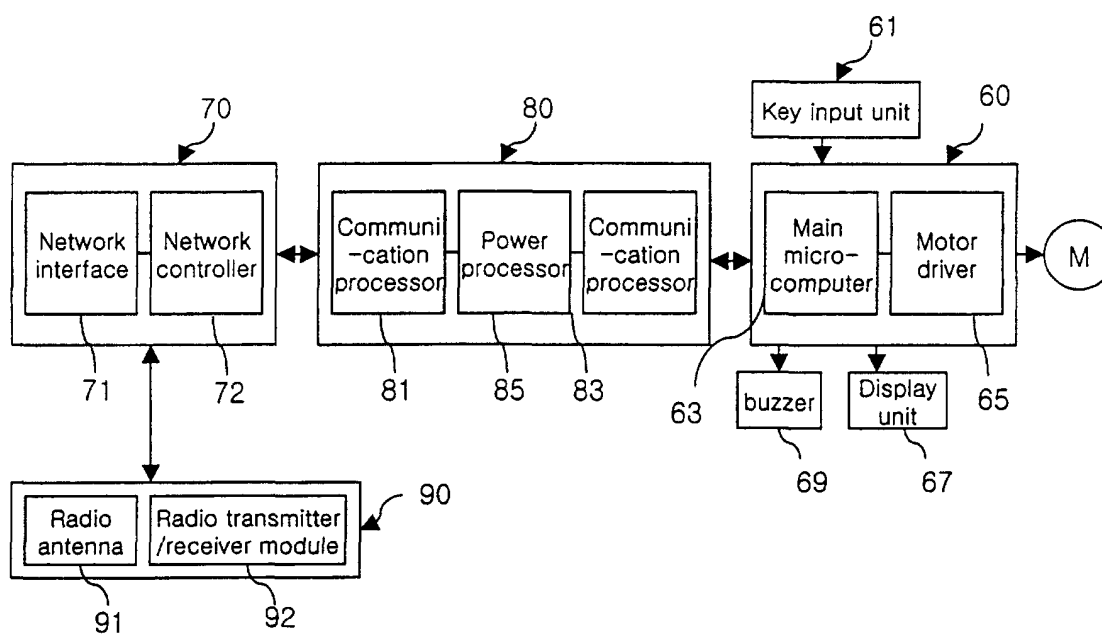 61
Key input unit
60
70
80
Network
interface
Network
controller
Communi
-cation
processor
Power
processor
Communi
-cation
processor
Main
micro-
computer
Motor
driver
M
71
72
81
85
83
63
65
buzzer
Display
unit
69
67
90
Radio
antenna
Radio transmitter
/receiver module
91
92